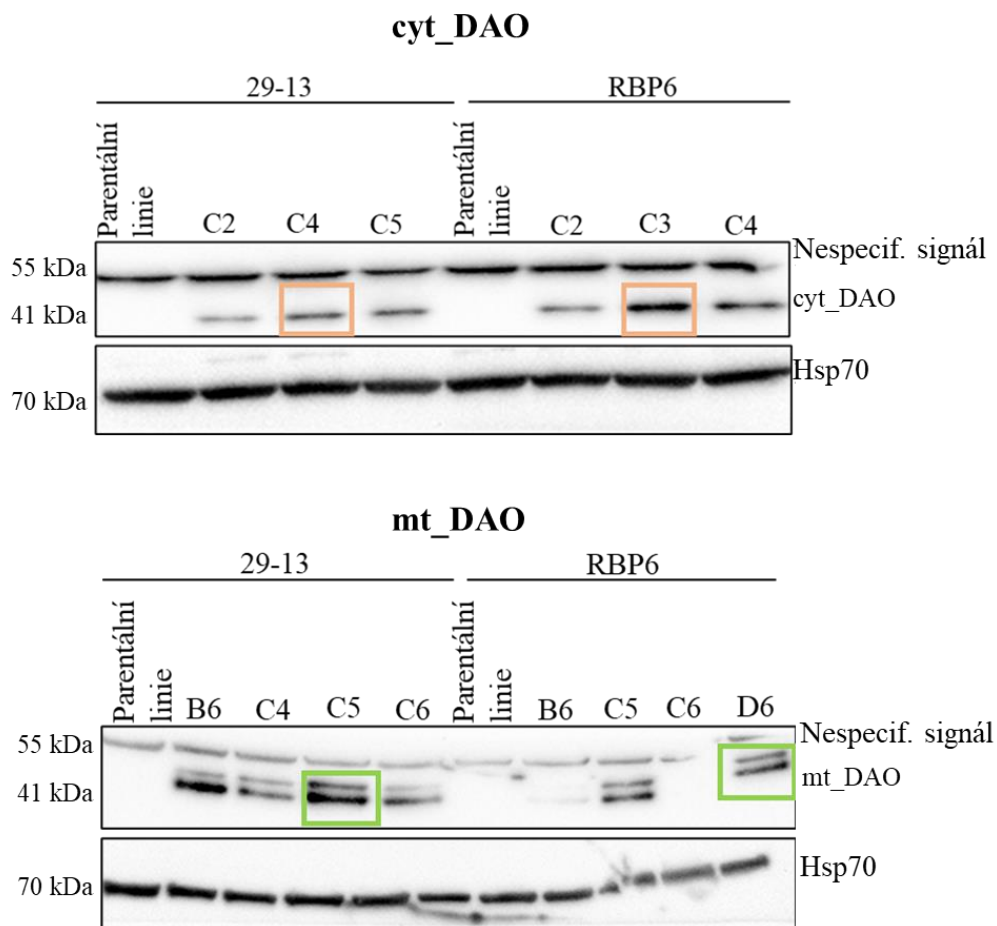 cyt_DAO
29-13 RBP6
Parentální linie C2 C4 C5 Parentální linie C2 C3 C4
55 kDa Nespecif. signál
41 kDa cyt_DAO
70 kDa Hsp70
mt_DAO
29-13 RBP6
Parentální linie B6 C4 C5 C6 Parentální linie B6 C5 C6 D6
55 kDa Nespecif. signál
41 kDa mt_DAO
70 kDa Hsp70